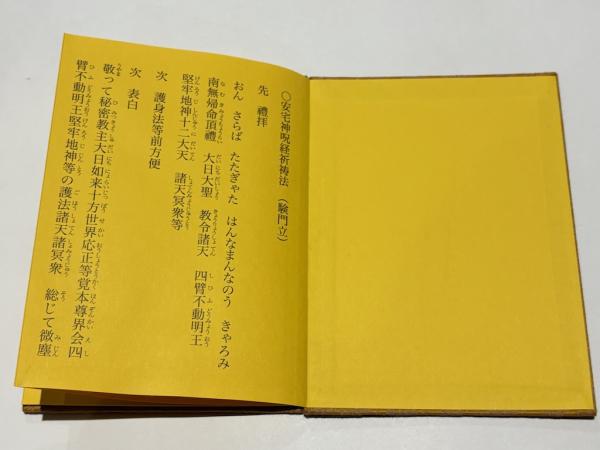 〇安宅神呪経祈祷法 (験門立)
先 禮拝
おん さらば たたぎゃた はんなまんなのう きゃろみ
南無帰命頂禮 大日大聖 教令諸天 四臂不動明王
堅牢地神十二大天 諸天冥衆等
次 護身法等前方便
次 表白
敬って秘密教主大日如来十方世界応正等覚本尊界会四
臂不動明王堅牢地神等の護法諸天諸冥衆 総じて微塵